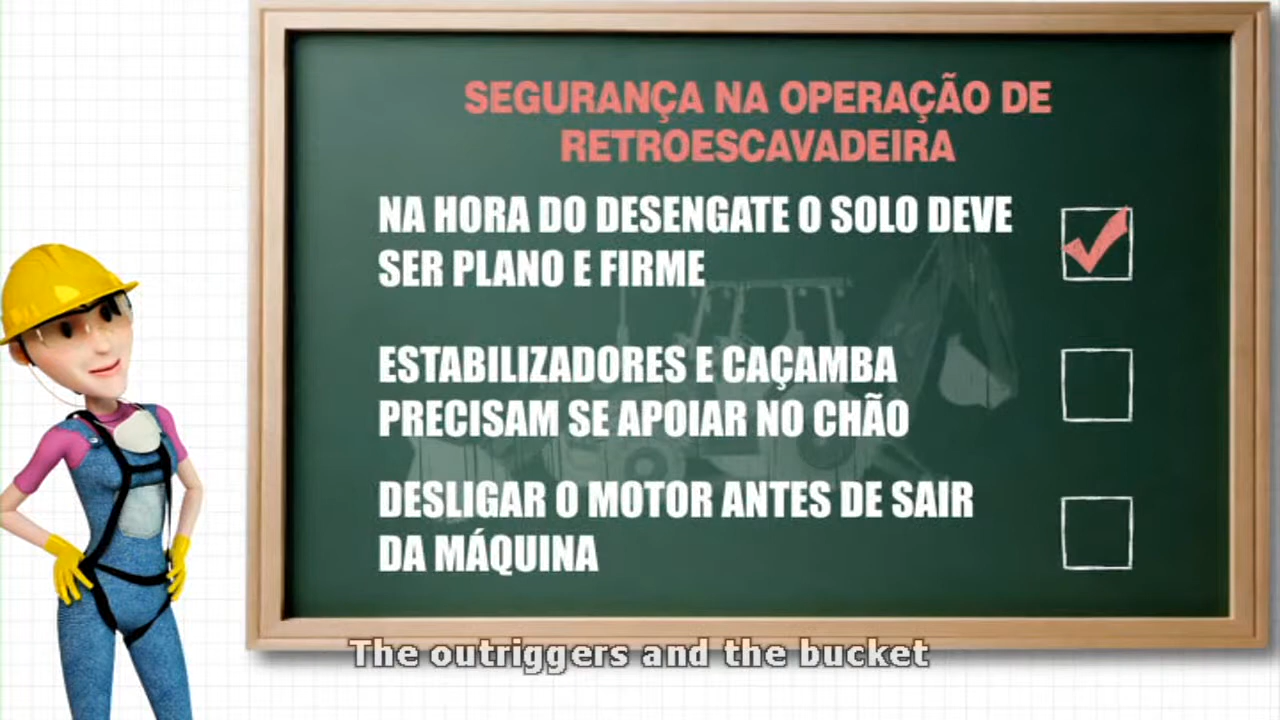 SEGURANÇA NA OPERAÇÃO DE
RETROESCAVADEIRA
NA HORA DO DESENGATE O SOLO DEVE
SER PLANO E FIRME
ESTABILIZADORES E CAÇAMBA
PRECISAM SE APOIAR NO CHÃO
DESLIGAR O MOTOR ANTES DE SAIR
DA MÁQUINA
The outriggers and the bucket